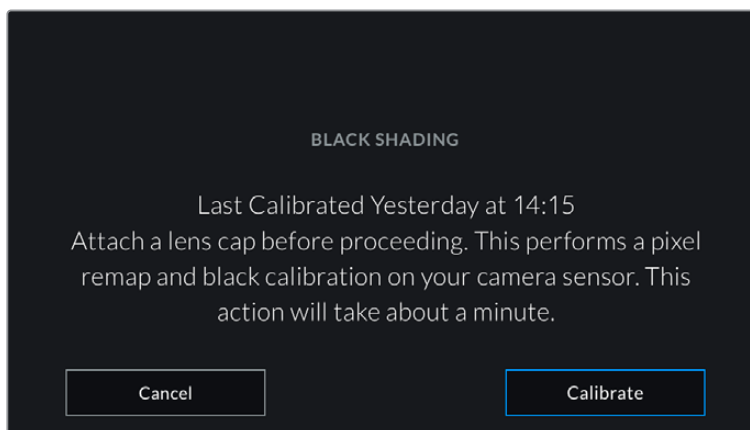 BLACK SHADING
Last Calibrated Yesterday at 14:15
Attach a lens cap before proceeding. This performs a pixel
remap and black calibration on your camera sensor. This
action will take about a minute.
Cancel
Calibrate